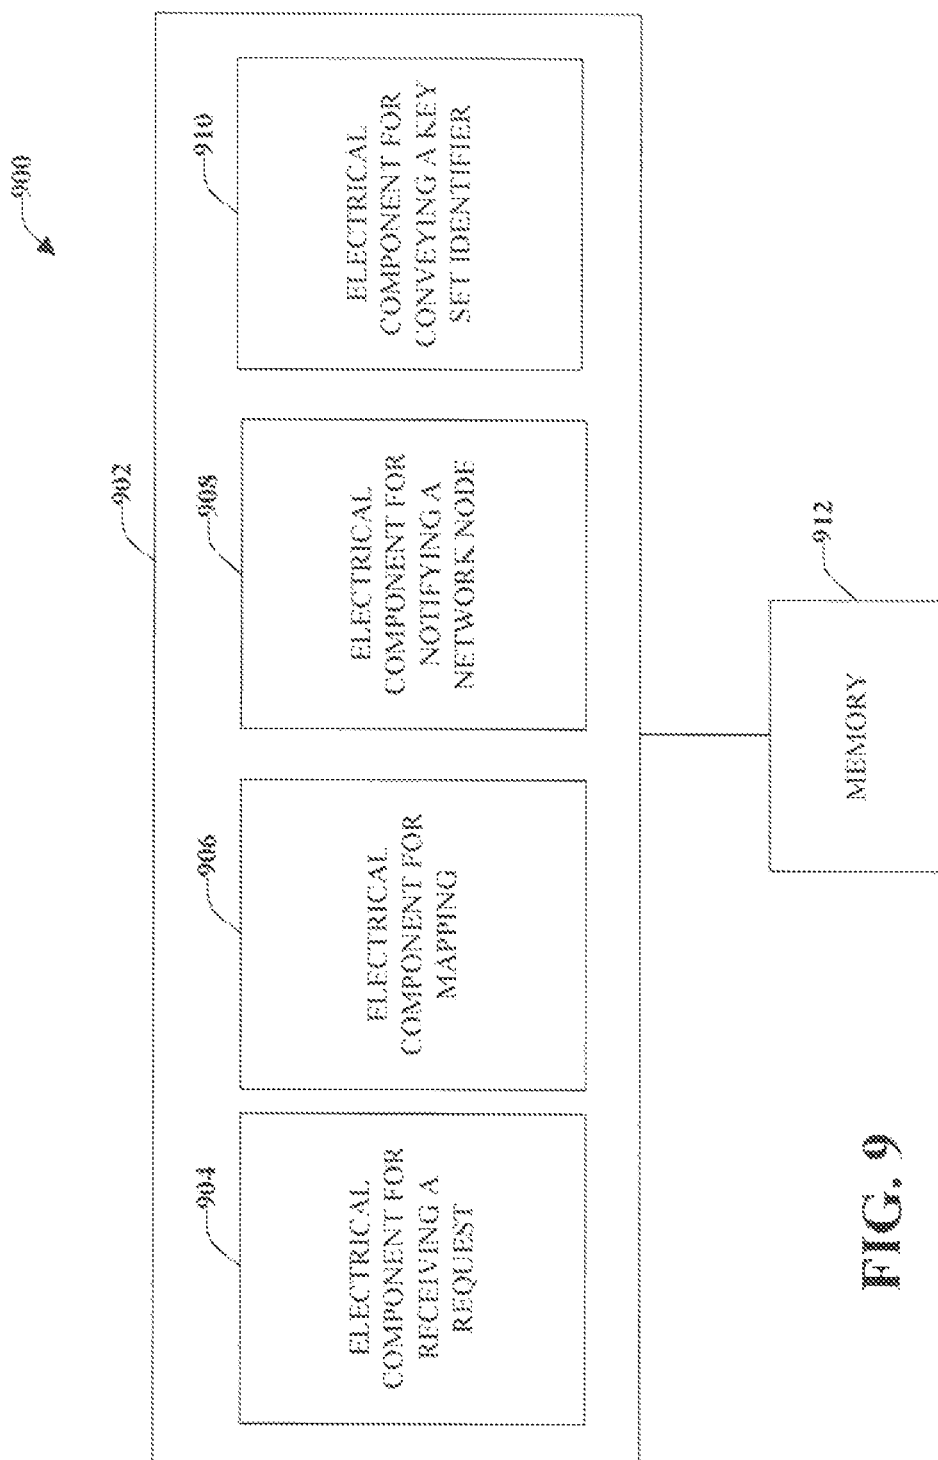 900
902
904
ELECTRICAL
COMPONENT FOR
RECEIVING A
REQUEST
906
ELECTRICAL
COMPONENT FOR
MAPPING
908
ELECTRICAL
COMPONENT FOR
NOTIFYING A
NETWORK NODE
910
ELECTRICAL
COMPONENT FOR
CONVEYING A KEY
SET IDENTIFIER
912
MEMORY
FIG. 9